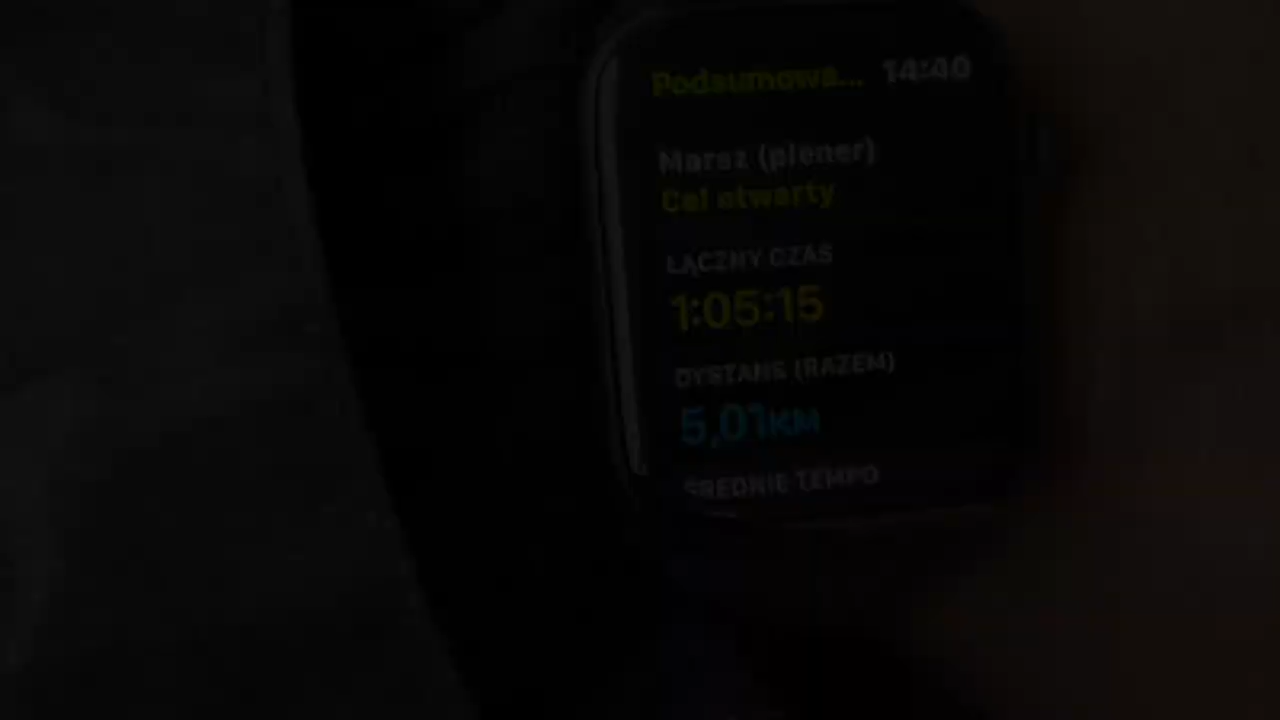 Podsumowa... 14:40
Marsz (plener)
Cel otwarty
ŁĄCZNY CZAS
1:05:15
DYSTANS (RAZEM)
5,01KM
ŚREDNIE TEMPO